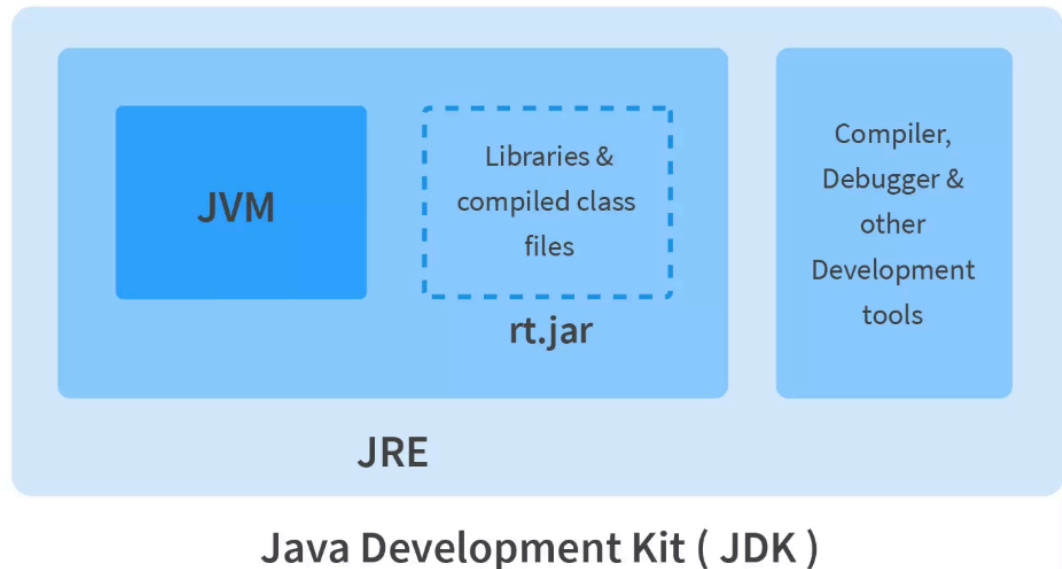 JVM
Libraries &
compiled class
files
rt.jar
Compiler,
Debugger &
other
Development
tools
JRE
Java Development Kit ( JDK )